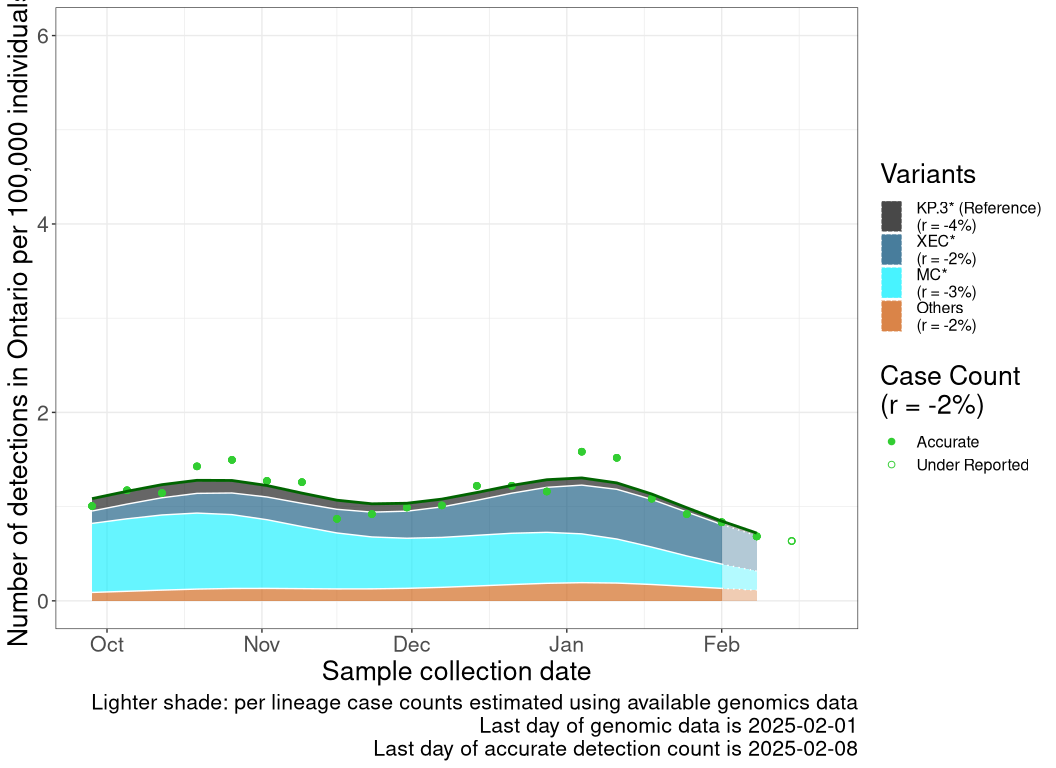 Number of detections in Ontario per 100,000 individuals
6
4
2
0
Oct Nov Dec Jan Feb
Sample collection date
Lighter shade: per lineage case counts estimated using available genomics data
Last day of genomic data is 2025-02-01
Last day of accurate detection count is 2025-02-08
Variants
KP.3* (Reference)
(r = -4%)
XEC*
(r = -2%)
MC*
(r = -3%)
Others
(r = -2%)
Case Count
(r = -2%)
Accurate
Under Reported